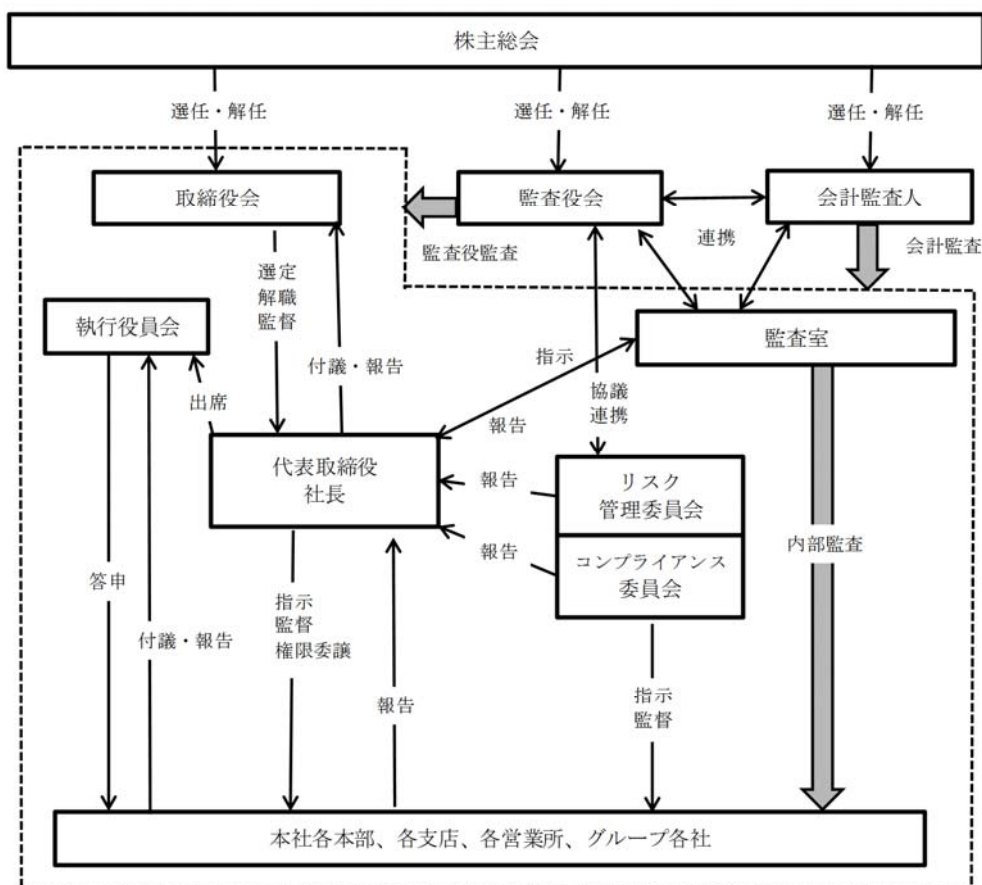 株主総会
選任・解任
選任・解任
選任・解任
取締役会
監査役会
会計監査人
連携
監査役監査
会計監査
選定
解職
監督
執行役員会
付議・報告
指示
監査室
出席
協議
連携
報告
代表取締役
社長
報告
リスク
管理委員会
報告
コンプライアンス
委員会
内部監査
答申
指示
監督
権限委譲
付議・報告
報告
指示
監督
本社各本部、各支店、各営業所、グループ各社